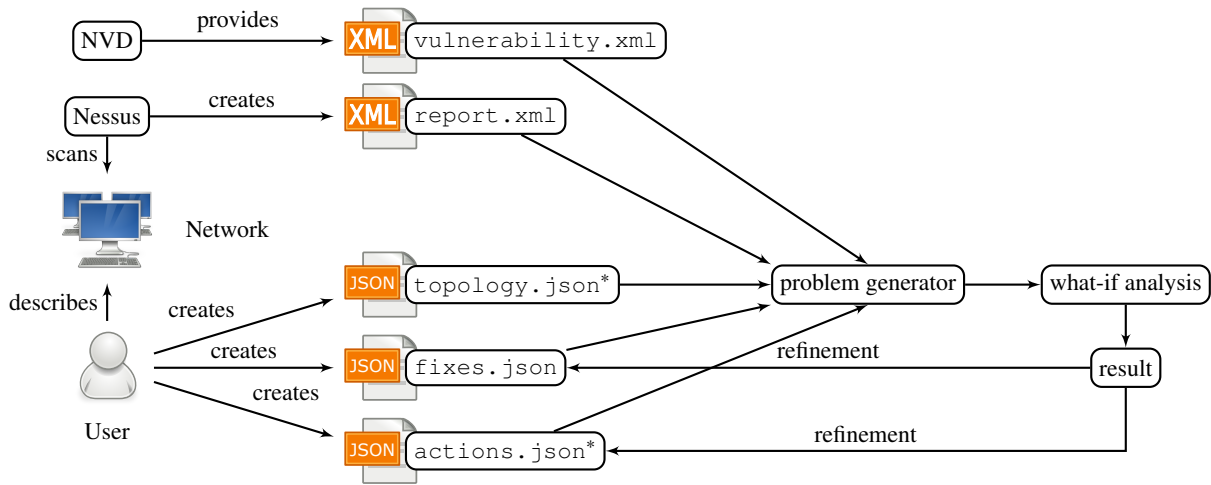 NVD
provides
XML
vulnerability.xml
Nessus
creates
XML
report.xml
scans
Network
describes
creates
JSON
topology.json*
problem generator
what-if analysis
creates
JSON
fixes.json
refinement
result
User
creates
JSON
actions.json*
refinement